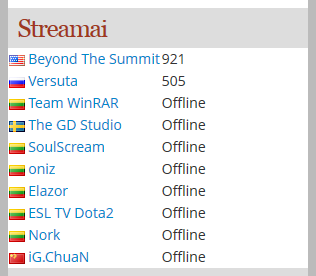 Streamai
Beyond The Summit 921
Versuta 505
Team WinRAR Offline
The GD Studio Offline
SoulScream Offline
oniz Offline
Elazor Offline
ESL TV Dota2 Offline
Nork Offline
iG.ChuaN Offline